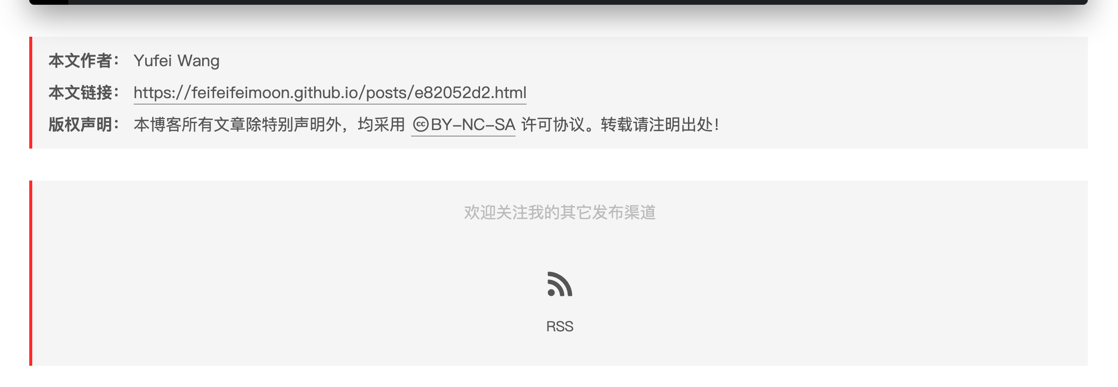 本文作者： Yufei Wang
本文链接： https://feifeifeimoon.github.io/posts/e82052d2.html
版权声明： 本博客所有文章除特别声明外，均采用 BY-NC-SA 许可协议。转载请注明出处！
欢迎关注我的其它发布渠道
RSS